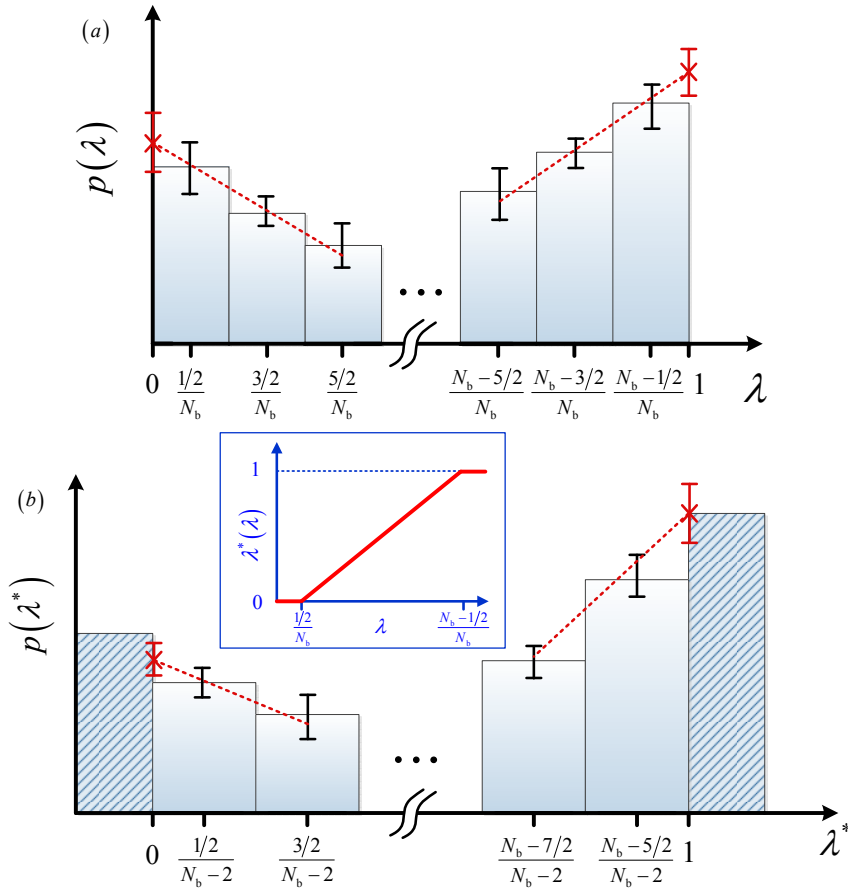 (a)
p(λ)
• • •
0 1/2/N_b 3/2/N_b 5/2/N_b N_b−5/2/N_b N_b−3/2/N_b N_b−1/2/N_b 1 λ
(b)
p(λ*)
1
λ*(λ)
0
1/2/N_b λ N_b−1/2/N_b
• • •
0 1/2/N_b−2 3/2/N_b−2 N_b−7/2/N_b−2 N_b−5/2/N_b−2 1 λ*